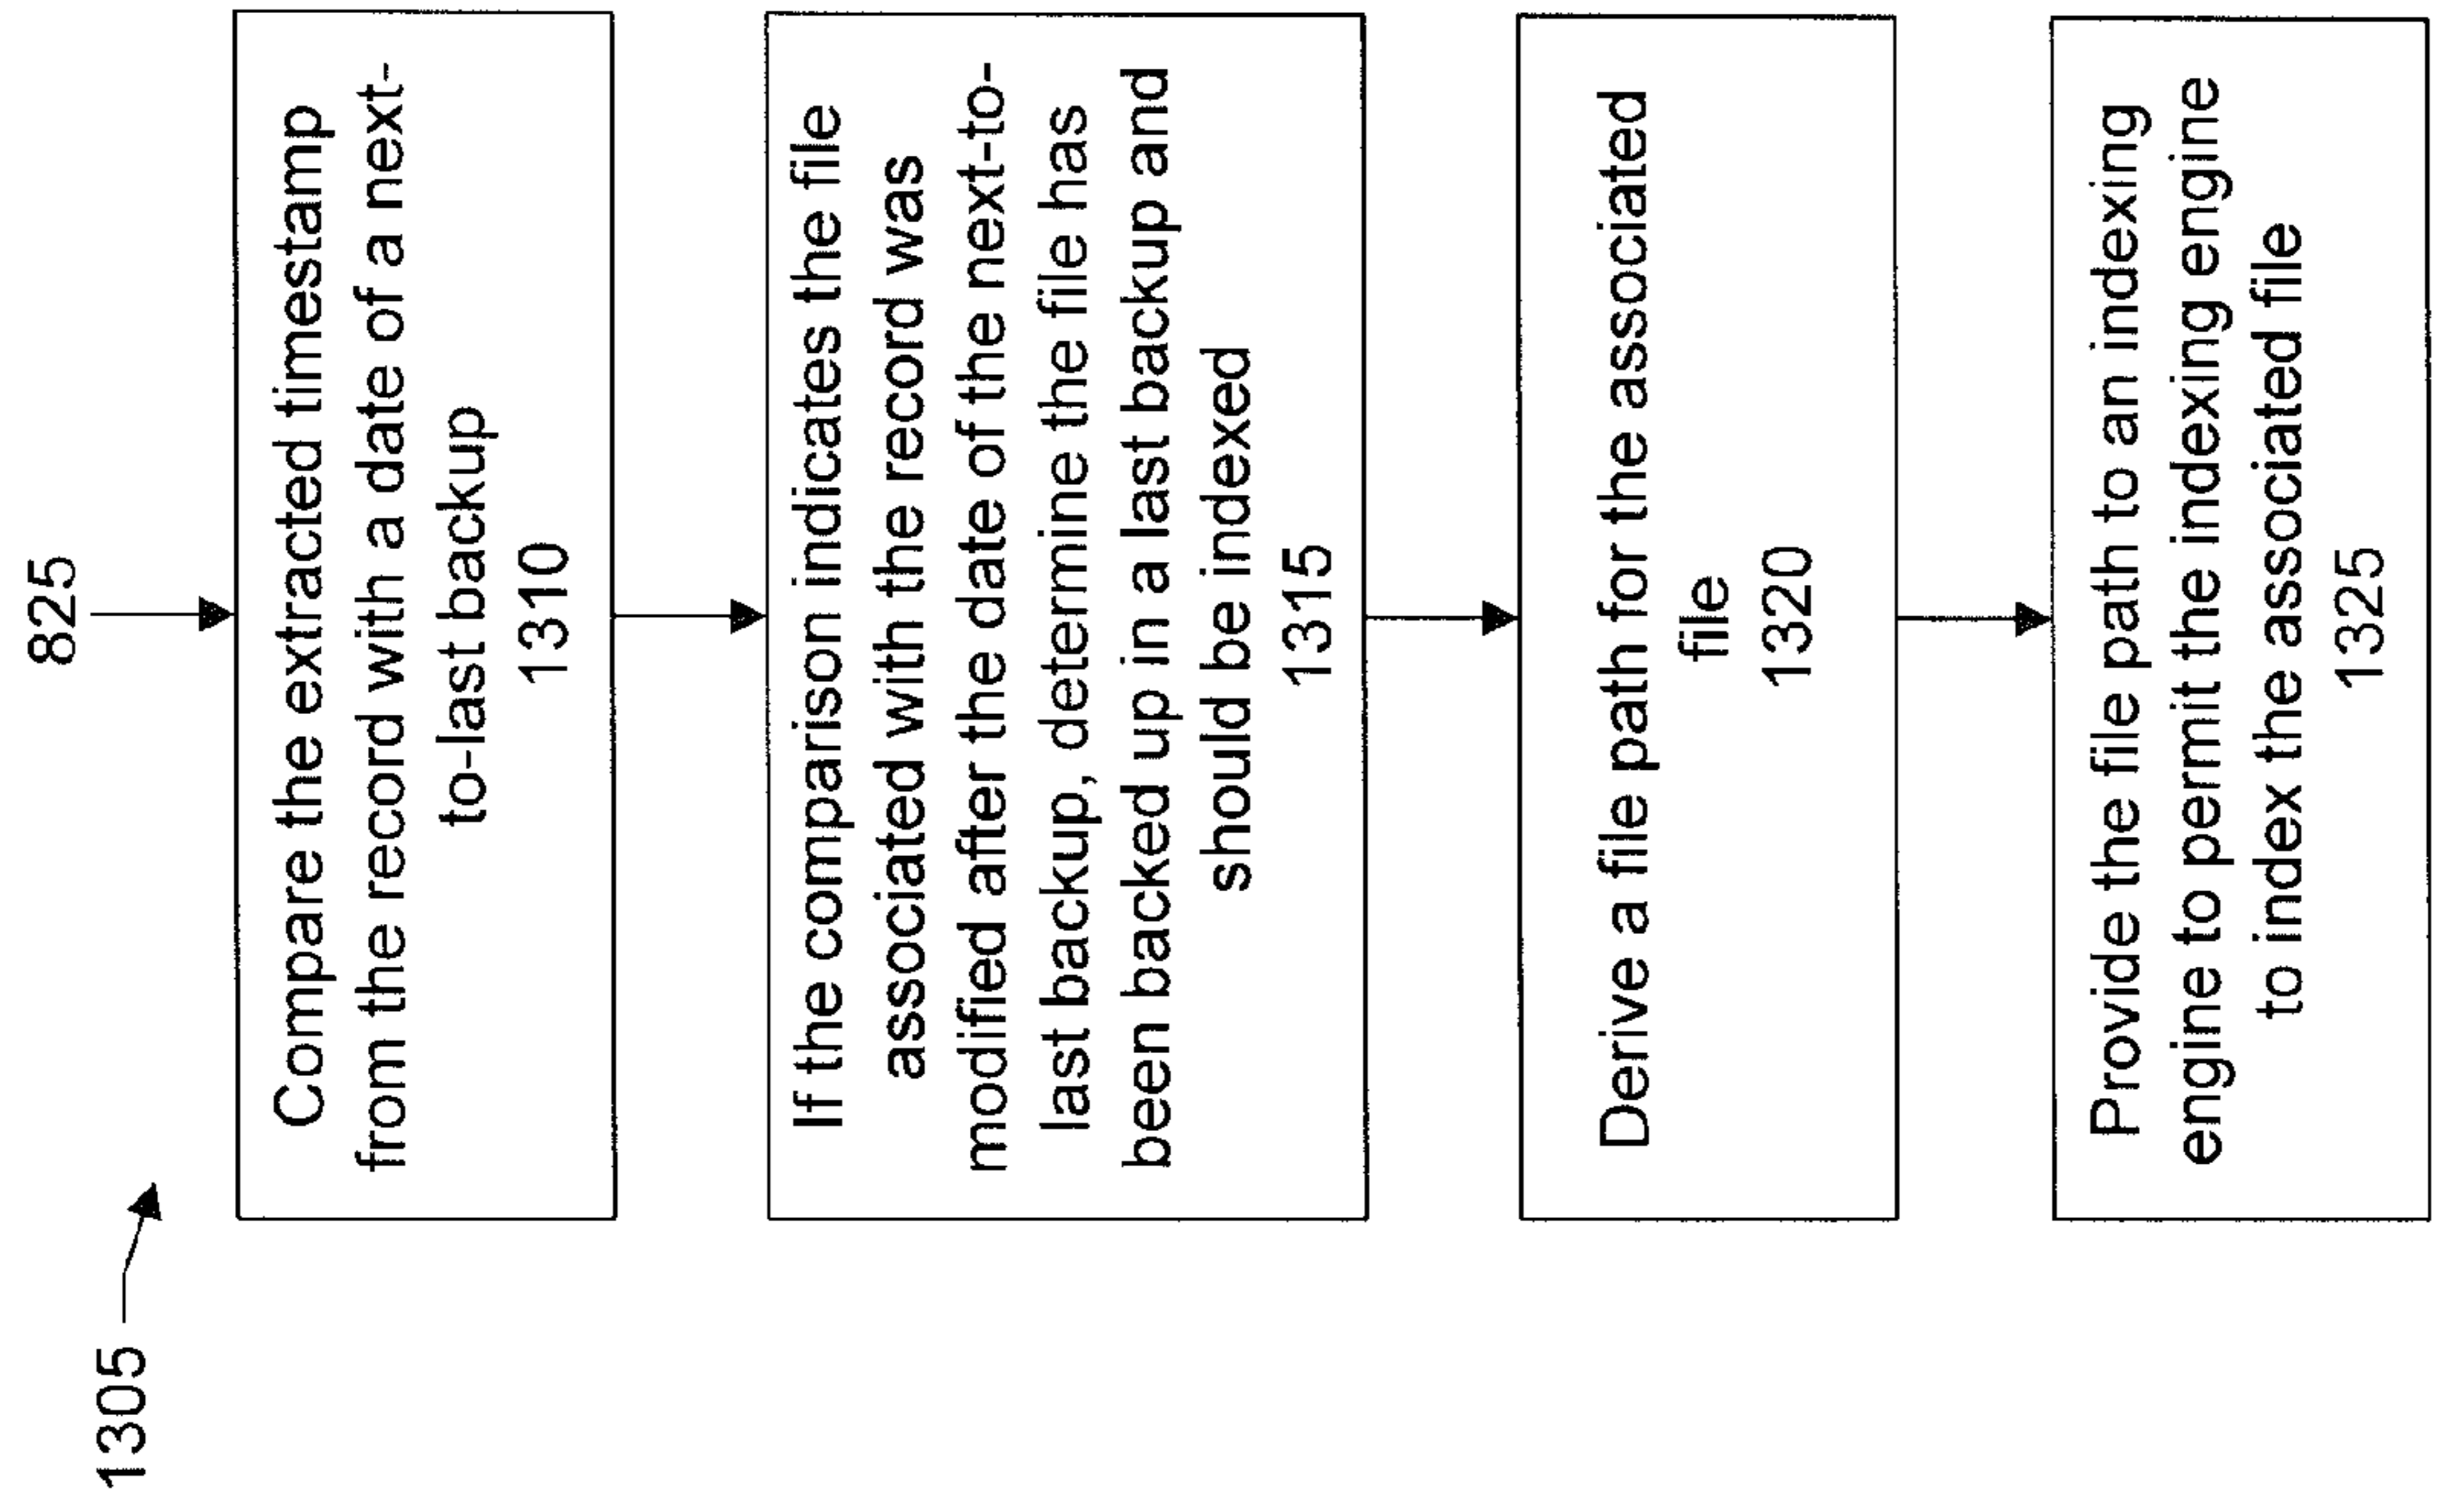 1305
825
Compare the extracted timestamp
from the record with a date of a next-
to-last backup
1310
If the comparison indicates the file
associated with the record was
modified after the date of the next-to-
last backup, determine the file has
been backed up in a last backup and
should be indexed
1315
Derive a file path for the associated
file
1320
Provide the file path to an indexing
engine to permit the indexing engine
to index the associated file
1325